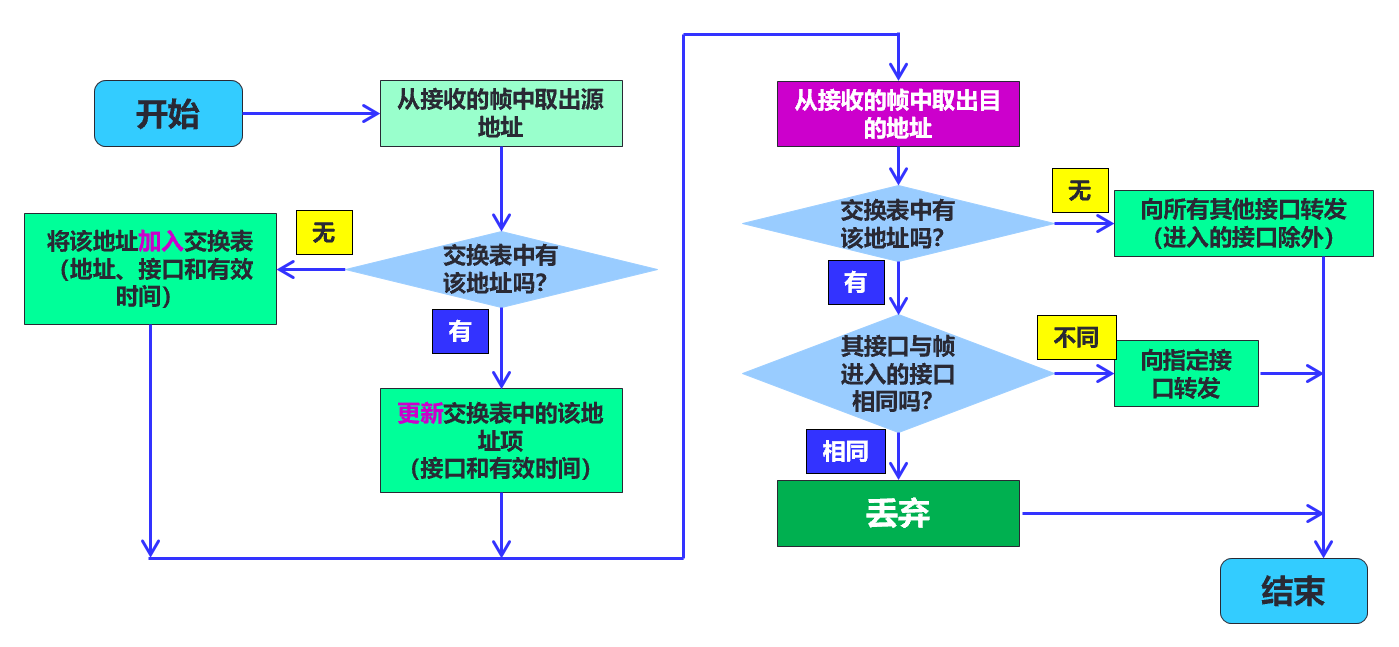 开始
从接收的帧中取出源
地址
无
交换表中有
该地址吗？
将该地址加入交换表
（地址、接口和有效
时间）
有
更新交换表中的该地
址项
（接口和有效时间）
从接收的帧中取出目
的地址
交换表中有
该地址吗？
无
向所有其他接口转发
（进入的接口除外）
有
其接口与帧
进入的接口
相同吗？
不同
向指定接
口转发
相同
丢弃
结束